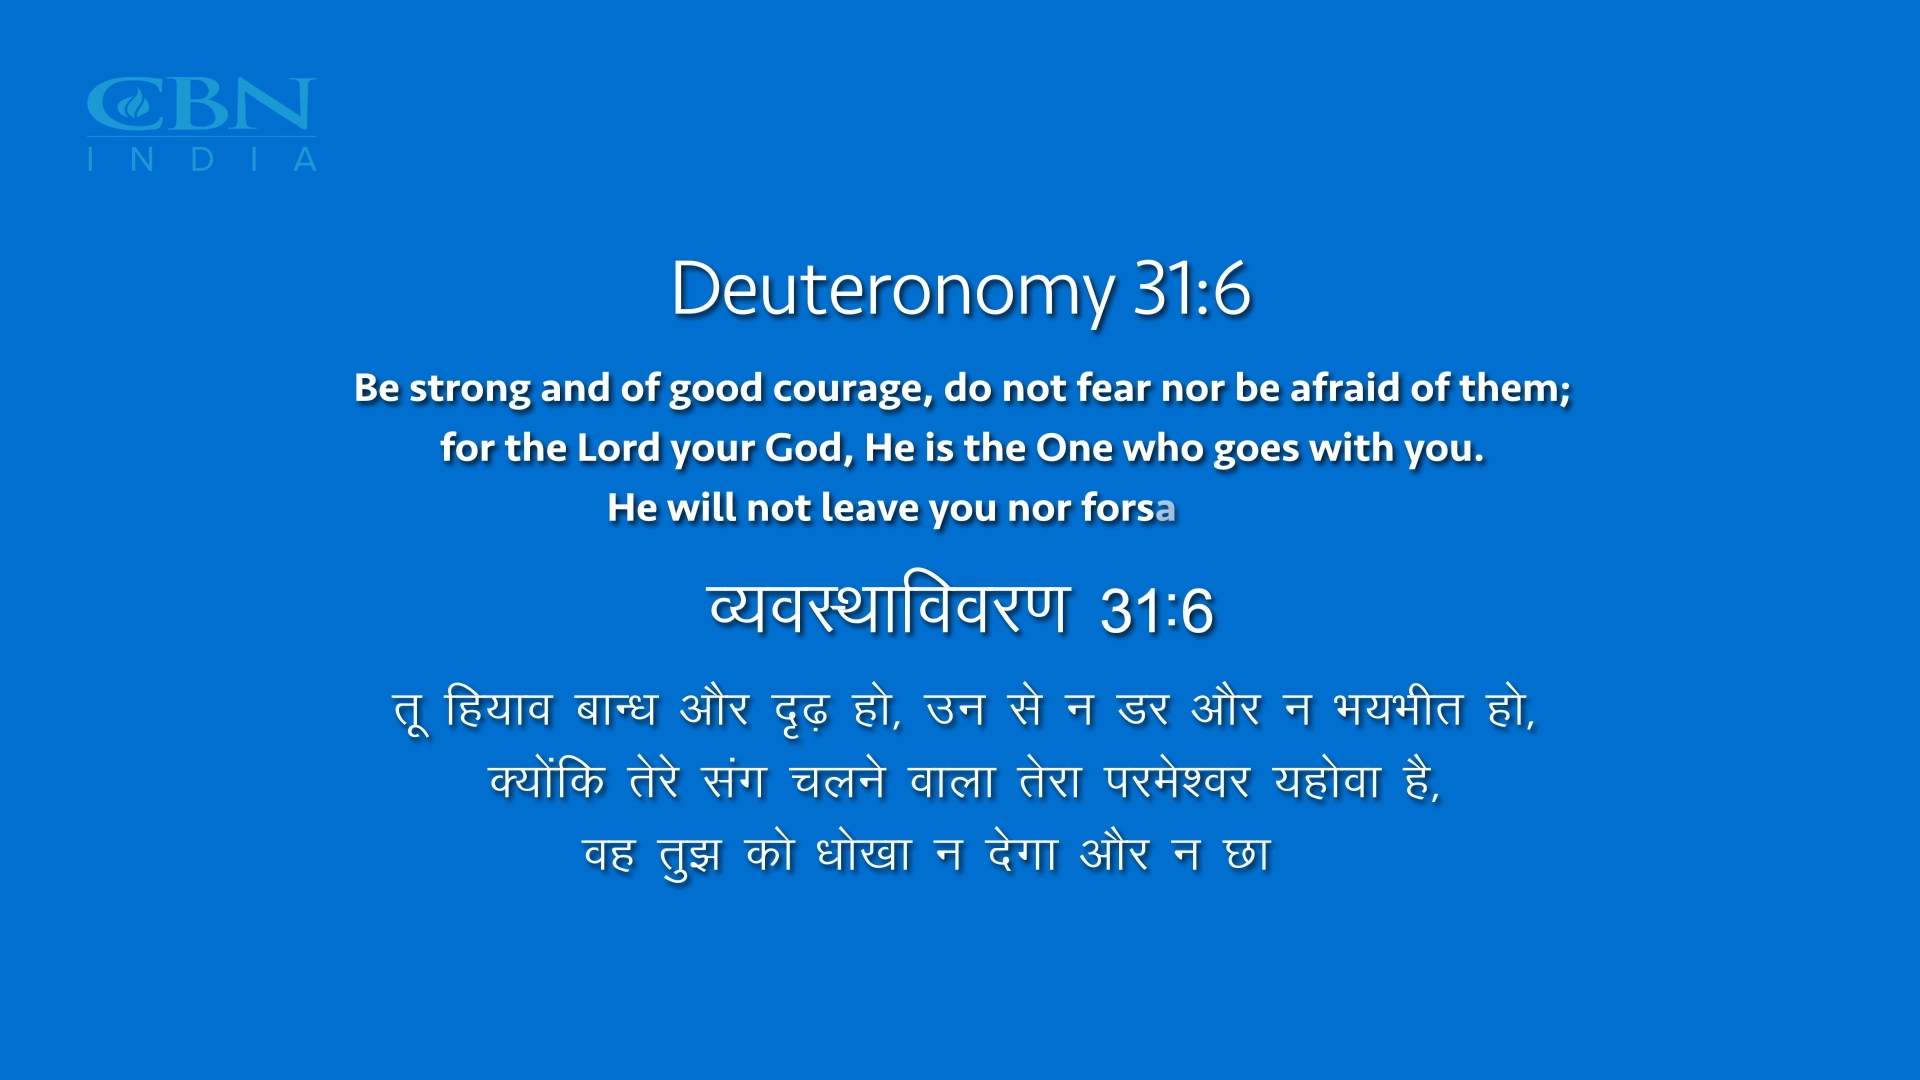 CBN
INDIA
Deuteronomy 31:6
Be strong and of good courage, do not fear nor be afraid of them;
for the Lord your God, He is the One who goes with you.
He will not leave you nor forsa
व्यवस्थाविवरण 31:6
तू हियाव बान्ध और दृढ़ हो, उन से न डर और न भयभीत हो,
क्योंकि तेरे संग चलने वाला तेरा परमेश्वर यहोवा है,
वह तुझ को धोखा न देगा और न छा